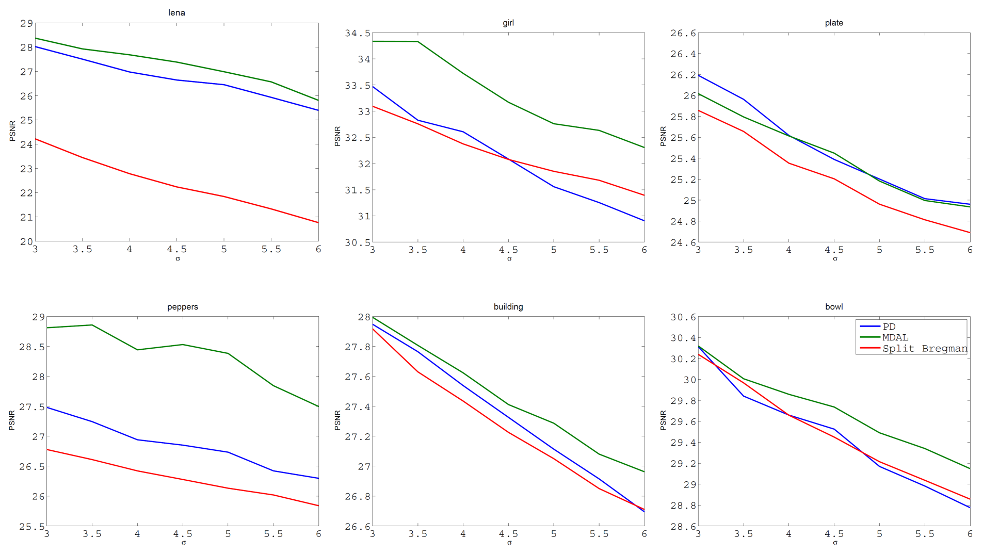 lena
29
28
27
26
25
24
23
22
21
20
PSNR
3 3.5 4 4.5 5 5.5 6
σ
girl
34.5
34
33.5
33
32.5
32
31.5
31
30.5
PSNR
3 3.5 4 4.5 5 5.5 6
σ
plate
26.6
26.4
26.2
26
25.8
25.6
25.4
25.2
25
24.8
24.6
PSNR
3 3.5 4 4.5 5 5.5 6
σ
peppers
29
28.5
28
27.5
27
26.5
26
25.5
PSNR
3 3.5 4 4.5 5 5.5 6
σ
building
28
27.8
27.6
27.4
27.2
27
26.8
26.6
PSNR
3 3.5 4 4.5 5 5.5 6
σ
bowl
30.6
30.4
30.2
30
29.8
29.6
29.4
29.2
29
28.8
28.6
PSNR
3 3.5 4 4.5 5 5.5 6
σ
PD
MDAL
Split Bregman